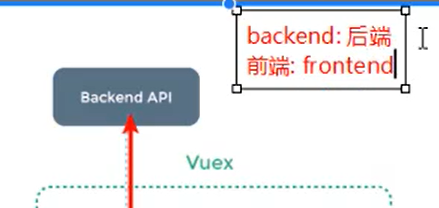 backend: 后端
前端: frontend
Backend API
Vuex